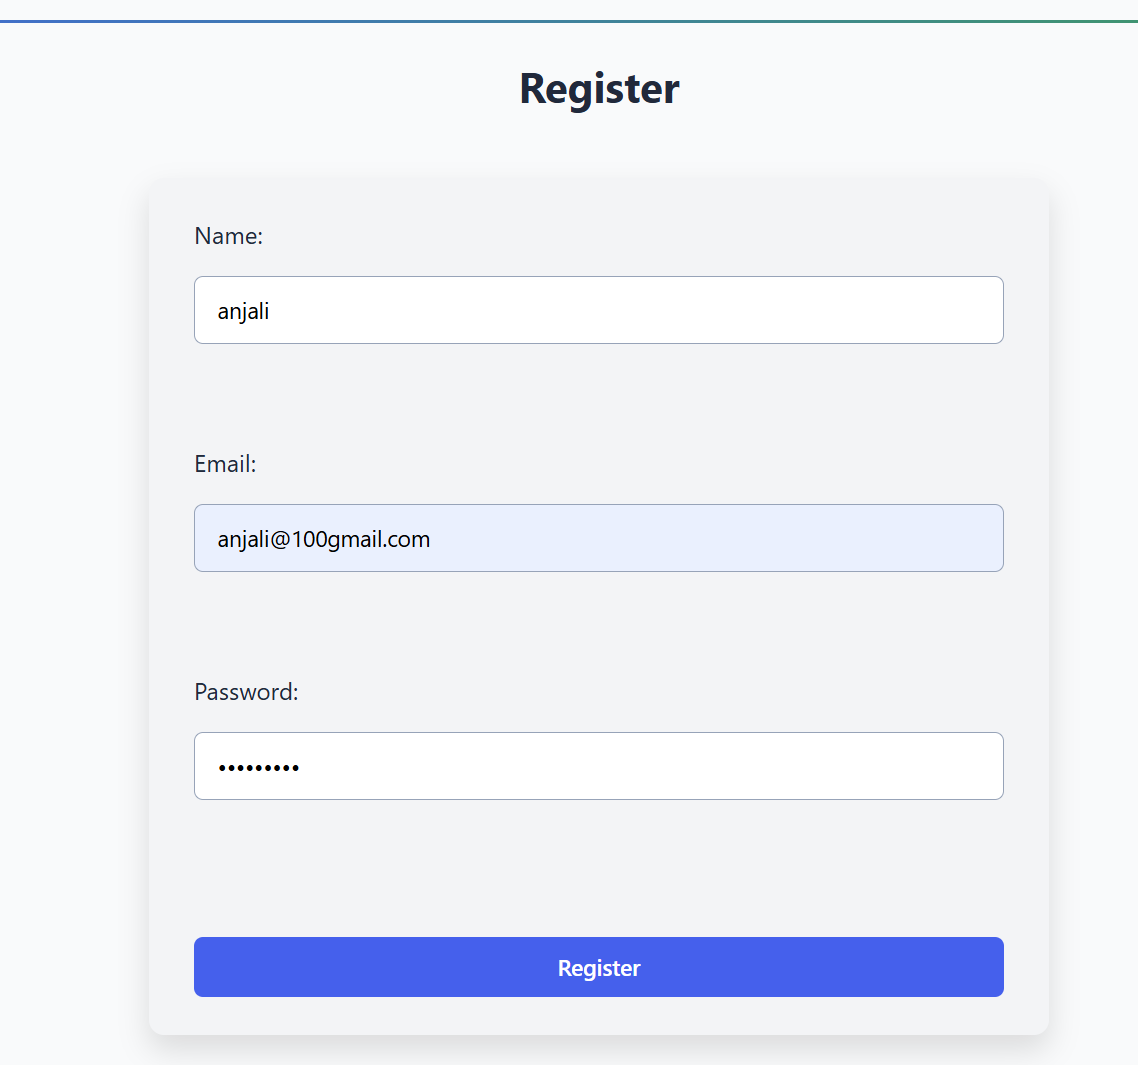 Register
Name:
anjali
Email:
anjali@100gmail.com
Password:
•••••••••
Register